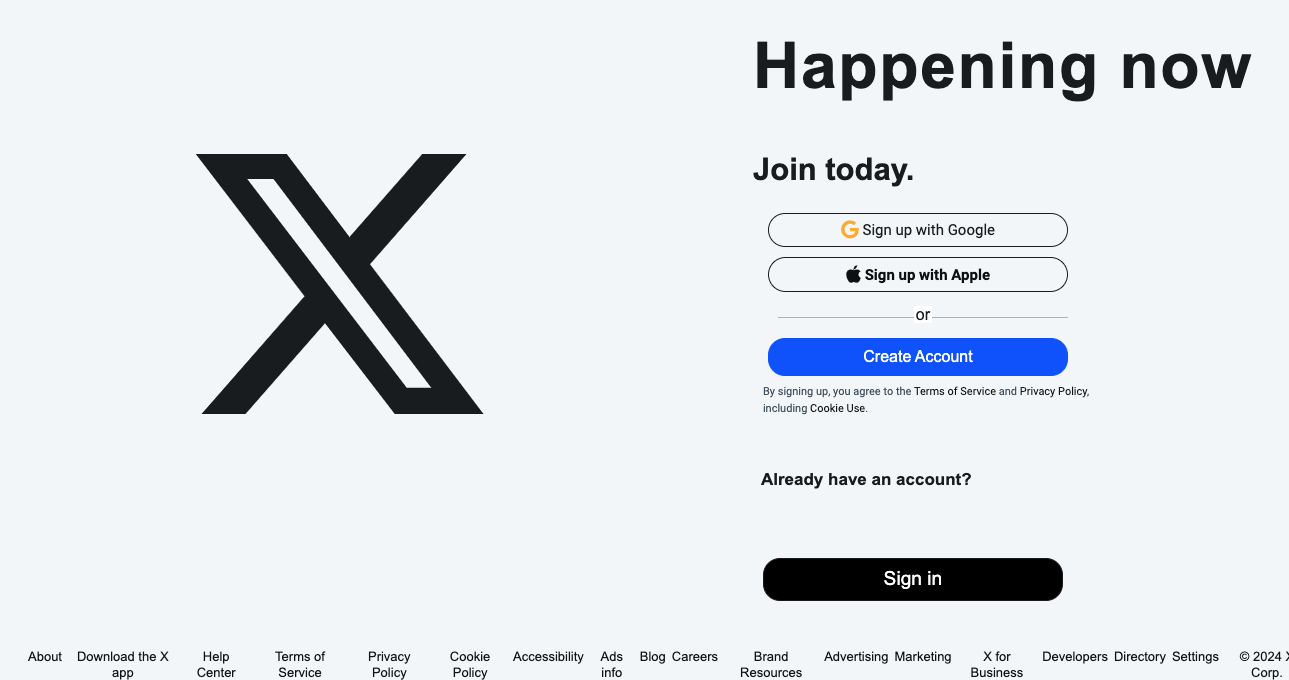 Happening now
Join today.
Sign up with Google
Sign up with Apple
or
Create Account
By signing up, you agree to the Terms of Service and Privacy Policy,
including Cookie Use.
Already have an account?
Sign in
About
Download the X
app
Help
Center
Terms of
Service
Privacy
Policy
Cookie
Policy
Accessibility
Ads
info
Blog
Careers
Brand
Resources
Advertising
Marketing
X for
Business
Developers
Directory
Settings
© 2024 X
Corp.